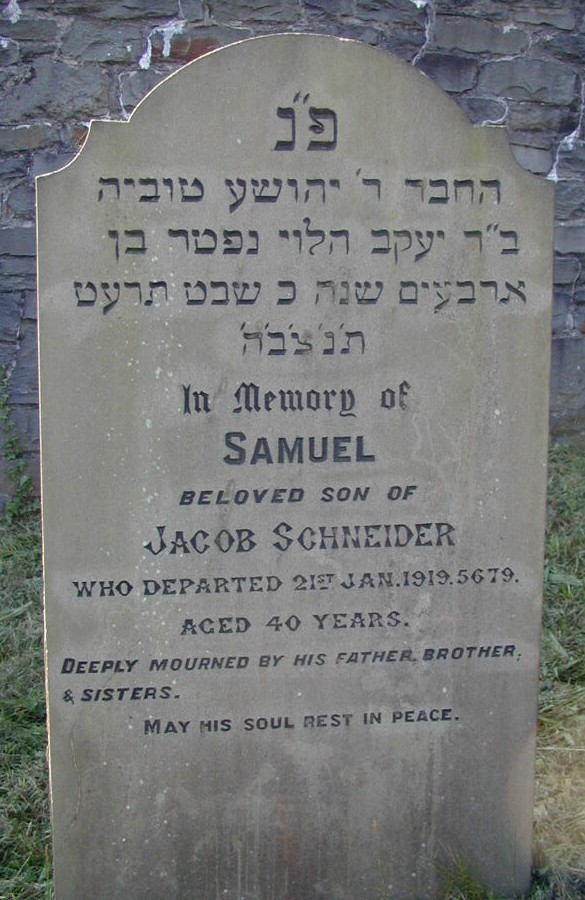 פ״נ
החבר ר׳ יהושע טוביה
ב״ר יעקב הלוי נפטר בן
ארבעים שנה כ שבט תרעט
ת׳נ׳צ׳ב׳ה׳
In Memory of
SAMUEL
BELOVED SON OF
JACOB SCHNEIDER
WHO DEPARTED 21ST JAN. 1919. 5679.
AGED 40 YEARS.
DEEPLY MOURNED BY HIS FATHER, BROTHER,
& SISTERS.
MAY HIS SOUL REST IN PEACE.